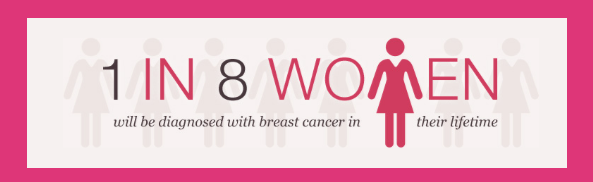 1 IN 8 WOMEN
will be diagnosed with breast cancer in their lifetime